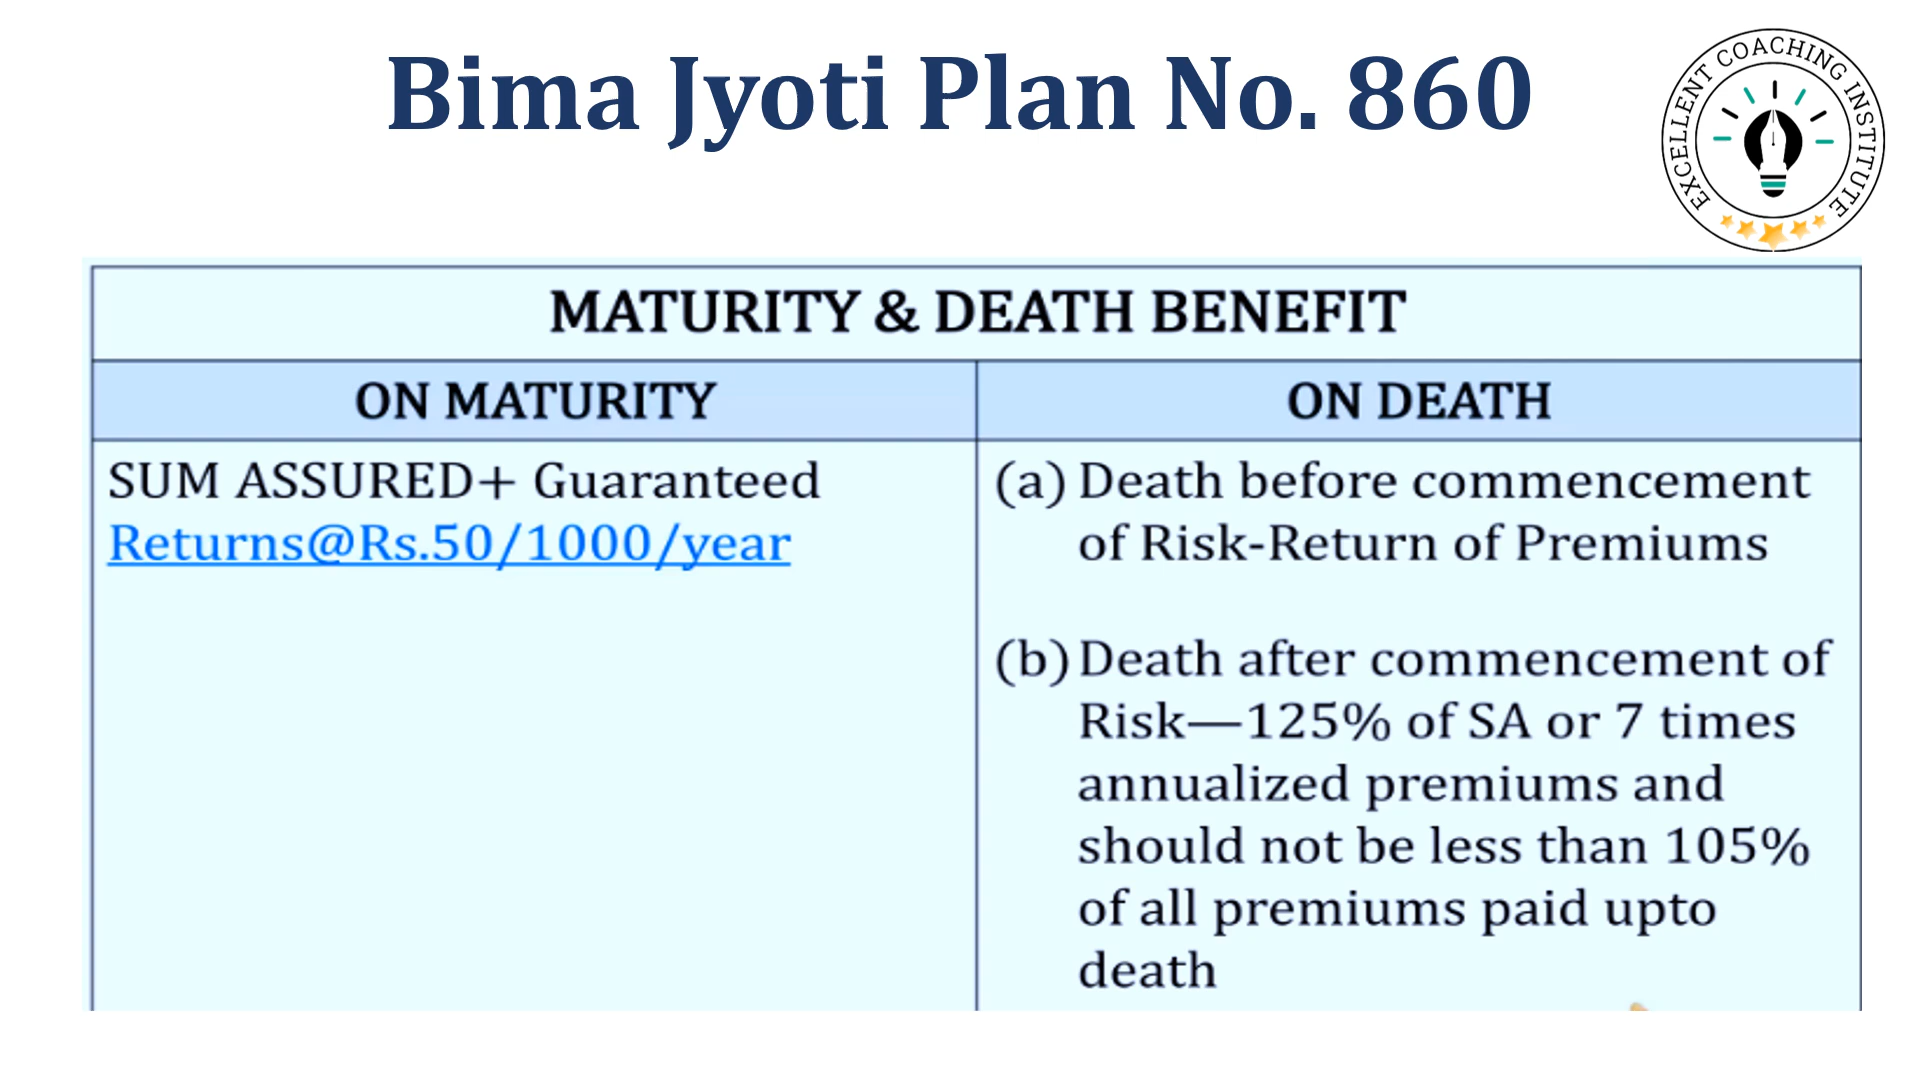 Bima Jyoti Plan No. 860
EXCELLENT COACHING INSTITUTE
MATURITY & DEATH BENEFIT
ON MATURITY
ON DEATH
SUM ASSURED+ Guaranteed
Returns@Rs.50/1000/year
(a) Death before commencement
of Risk-Return of Premiums
(b) Death after commencement of
Risk—125% of SA or 7 times
annualized premiums and
should not be less than 105%
of all premiums paid upto
death